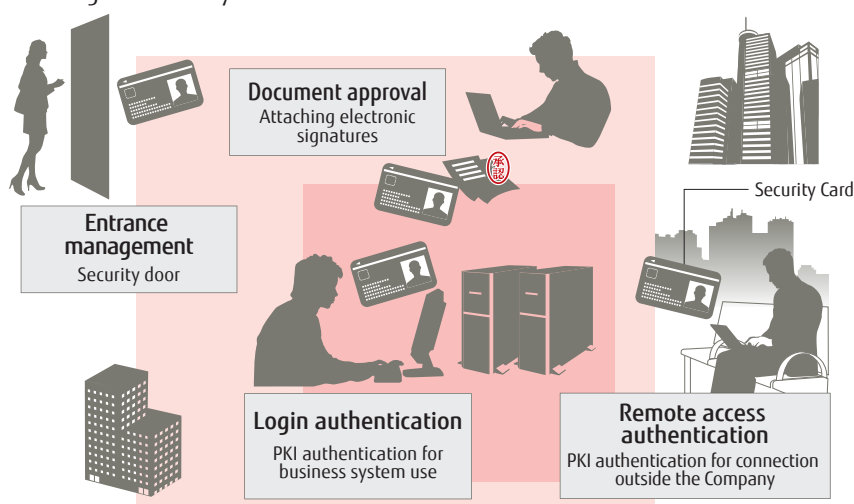 Document approval
Attaching electronic
signatures
承認
Security Card
Entrance
management
Security door
Login authentication
PKI authentication for
business system use
Remote access
authentication
PKI authentication for connection
outside the Company